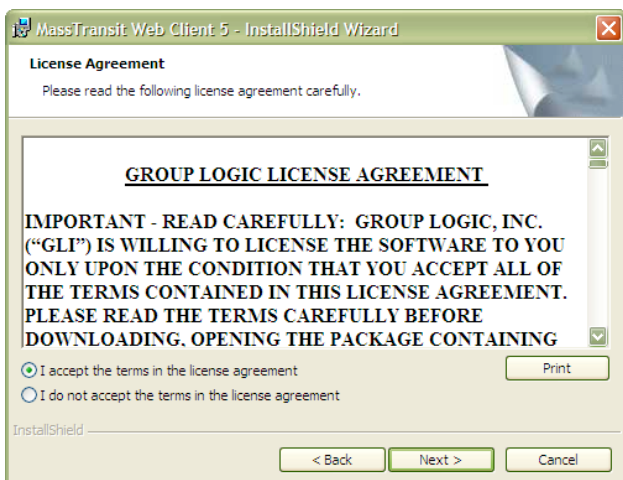 MassTransit Web Client 5 - InstallShield Wizard
License Agreement
Please read the following license agreement carefully.
GROUP LOGIC LICENSE AGREEMENT
IMPORTANT - READ CAREFULLY: GROUP LOGIC, INC.
(“GLI”) IS WILLING TO LICENSE THE SOFTWARE TO YOU
ONLY UPON THE CONDITION THAT YOU ACCEPT ALL OF
THE TERMS CONTAINED IN THIS LICENSE AGREEMENT.
PLEASE READ THE TERMS CAREFULLY BEFORE
DOWNLOADING, OPENING THE PACKAGE CONTAINING
I accept the terms in the license agreement
Print
I do not accept the terms in the license agreement
InstallShield
< Back
Next >
Cancel